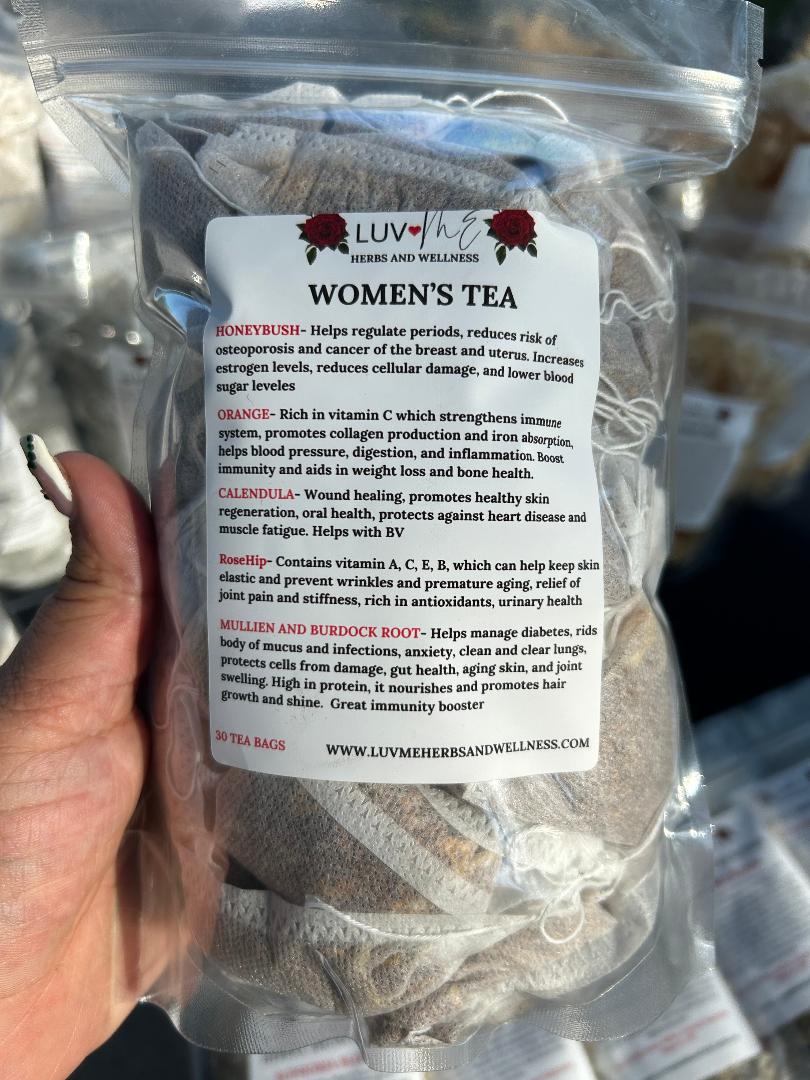 LUV ME
HERBS AND WELLNESS
WOMEN'S TEA
HONEYBUSH- Helps regulate periods, reduces risk of
osteoporosis and cancer of the breast and uterus. Increases
estrogen levels, reduces cellular damage, and lower blood
sugar leveles
ORANGE- Rich in vitamin C which strengthens immune
system, promotes collagen production and iron absorption,
helps blood pressure, digestion, and inflammation. Boost
immunity and aids in weight loss and bone health.
CALENDULA- Wound healing, promotes healthy skin
regeneration, oral health, protects against heart disease and
muscle fatigue. Helps with BV
RoseHip- Contains vitamin A, C, E, B, which can help keep skin
elastic and prevent wrinkles and premature aging, relief of
joint pain and stiffness, rich in antioxidants, urinary health
MULLIEN AND BURDOCK ROOT- Helps manage diabetes, rids
body of mucus and infections, anxiety, clean and clear lungs,
protects cells from damage, gut health, aging skin, and joint
swelling. High in protein, it nourishes and promotes hair
growth and shine. Great immunity booster
30 TEA BAGS
WWW.LUVMEHERBSANDWELLNESS.COM